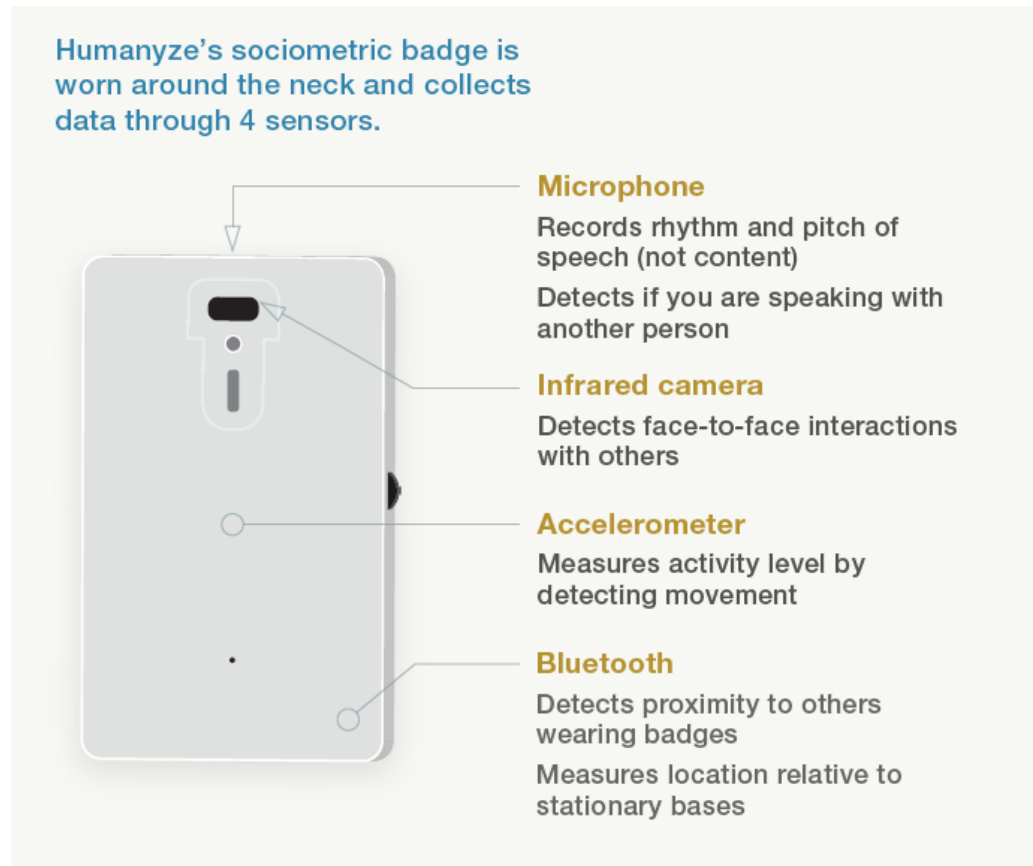 Humanyze’s sociometric badge is
worn around the neck and collects
data through 4 sensors.
Microphone
Records rhythm and pitch of
speech (not content)
Detects if you are speaking with
another person
Infrared camera
Detects face-to-face interactions
with others
Accelerometer
Measures activity level by
detecting movement
Bluetooth
Detects proximity to others
wearing badges
Measures location relative to
stationary bases